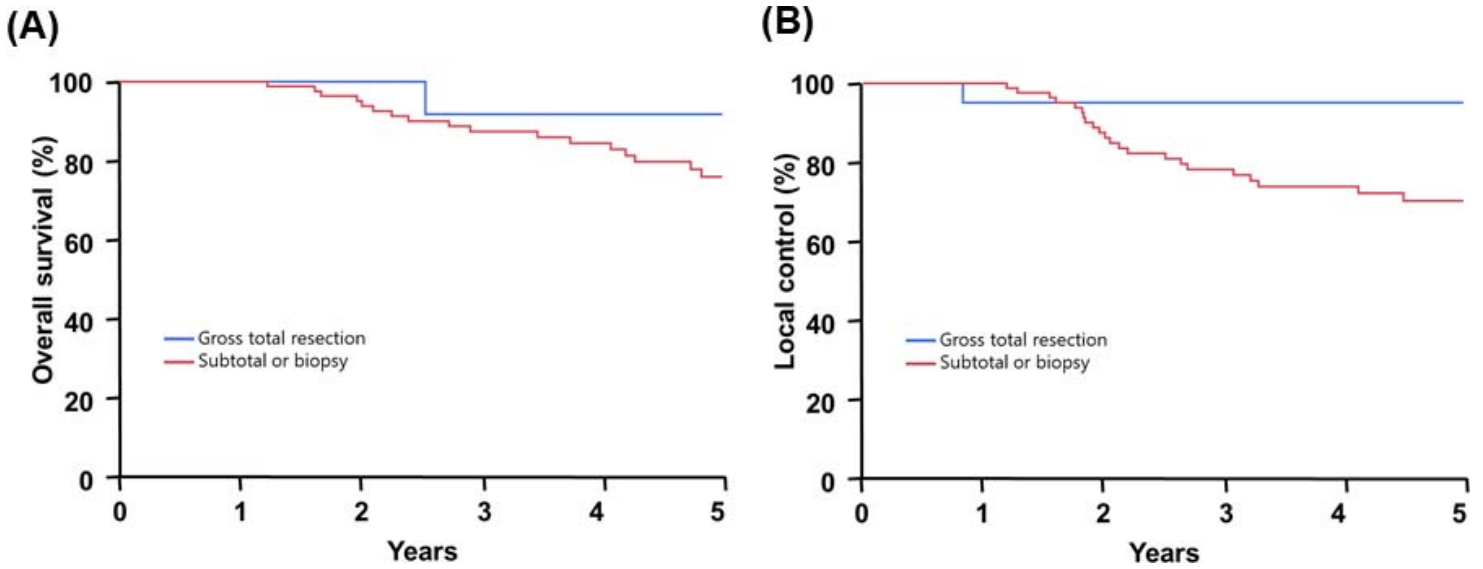 (A)
Overall survival (%)
100
80
60
40
20
0
Gross total resection
Subtotal or biopsy
0 1 2 3 4 5
Years
(B)
Local control (%)
100
80
60
40
20
0
Gross total resection
Subtotal or biopsy
0 1 2 3 4 5
Years